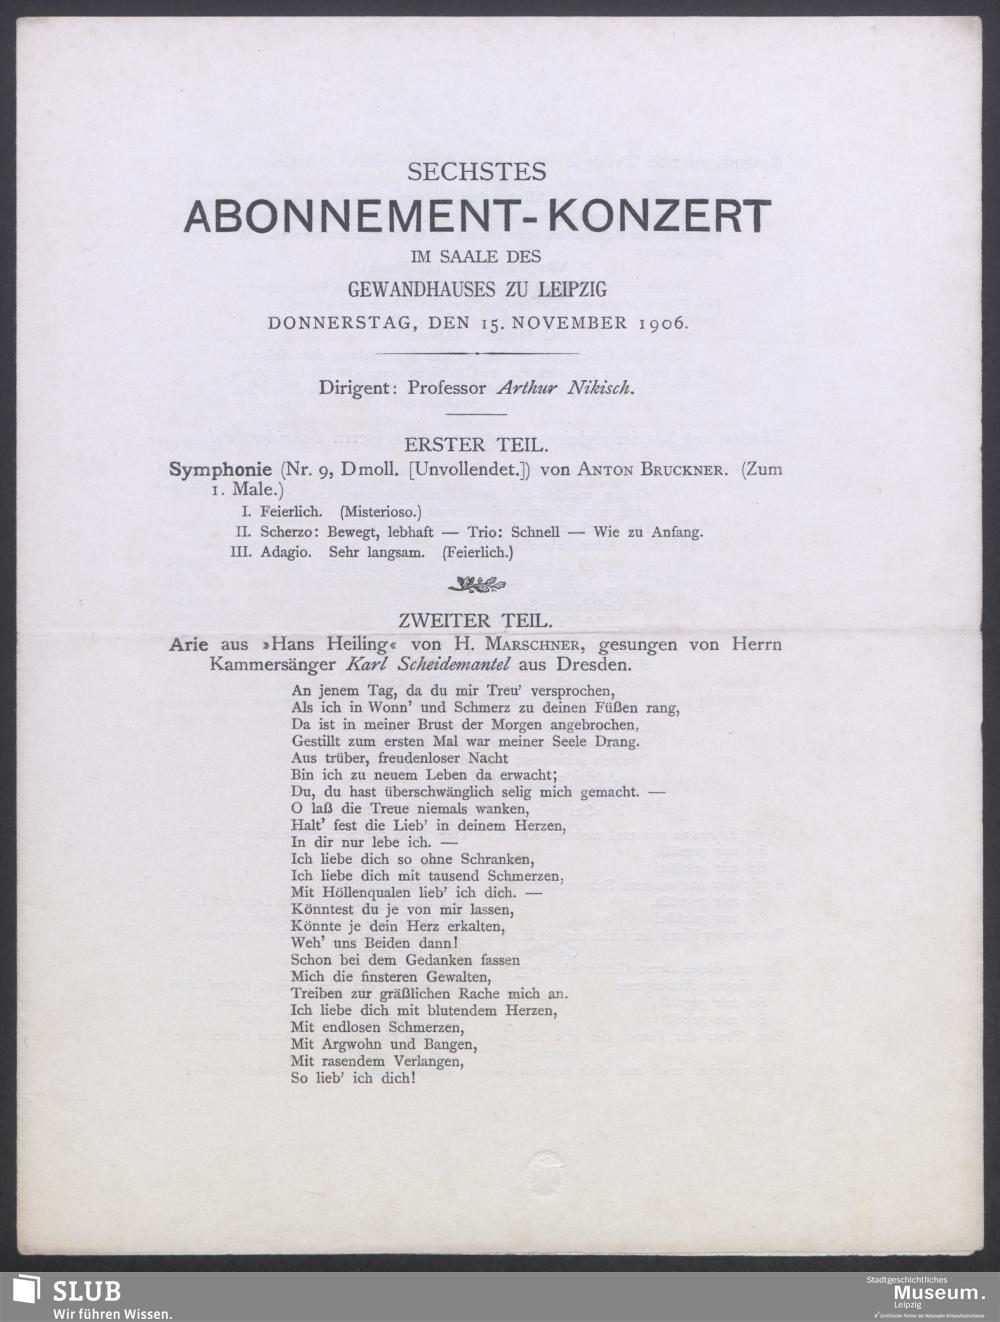 SECHSTES
ABONNEMENT-KONZERT
IM SAALE DES
GEWANDHAUSES ZU LEIPZIG
DONNERSTAG, DEN 15. NOVEMBER 1906.
Dirigent: Professor Arthur Nikisch.
ERSTER TEIL.
Symphonie (Nr. 9, Dmoll. [Unvollendet.]) von ANTON BRUCKNER. (Zum
1. Male.)
I. Feierlich. (Misterioso.)
II. Scherzo: Bewegt, lebhaft — Trio: Schnell — Wie zu Anfang.
III. Adagio. Sehr langsam. (Feierlich.)
ZWEITER TEIL.
Arie aus »Hans Heiling« von H. MARSCHNER, gesungen von Herrn
Kammersänger Karl Scheidemantel aus Dresden.
An jenem Tag, da du mir Treu' versprochen,
Als ich in Wonn' und Schmerz zu deinen Füßen rang,
Da ist in meiner Brust der Morgen angebrochen,
Gestillt zum ersten Mal war meiner Seele Drang.
Aus trüber, freudenloser Nacht
Bin ich zu neuem Leben da erwacht;
Du, du hast überschwänglich selig mich gemacht. —
O laß die Treue niemals wanken,
Halt' fest die Lieb' in deinem Herzen,
In dir nur lebe ich. —
Ich liebe dich so ohne Schranken,
Ich liebe dich mit tausend Schmerzen,
Mit Höllenqualen lieb' ich dich. —
Könntest du je von mir lassen,
Könnte je dein Herz erkalten,
Weh' uns Beiden dann!
Schon bei dem Gedanken fassen
Mich die finsteren Gewalten,
Treiben zur gräßlichen Rache mich an.
Ich liebe dich mit blutendem Herzen,
Mit endlosen Schmerzen,
Mit Argwohn und Bangen,
Mit rasendem Verlangen,
So lieb' ich dich!
SLUB
Wir führen Wissen.
Stadtgeschichtliches
Museum.
Leipzig
Zertifizierter Partner der Nationalen Klimaschutzinitiative